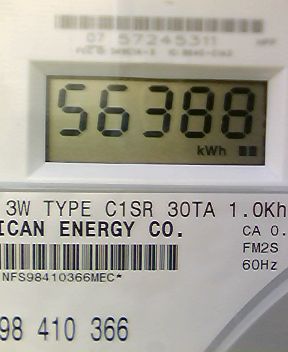 07 57245311
56388
kWh
3W TYPE C1SR 30TA 1.0Kh
ICAN ENERGY CO.
CA 0.
FM2S
60Hz
NFS98410366MEC*
98 410 366